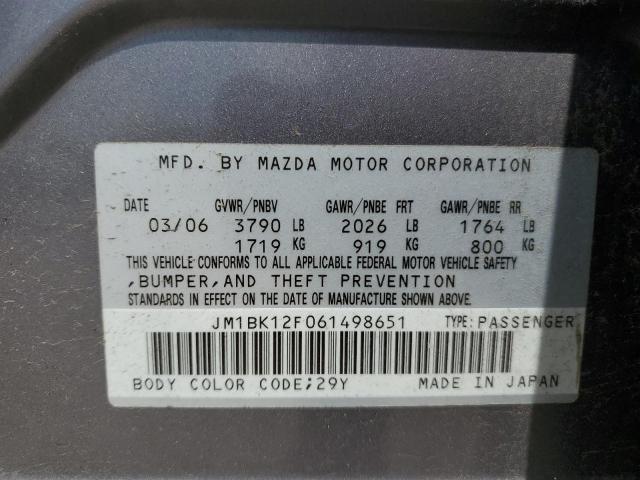 MFD. BY MAZDA MOTOR CORPORATION
DATE GVWR/PNBV GAWR/PNBE FRT GAWR/PNBE RR
03/06 3790 LB 2026 LB 1764 LB
1719 KG 919 KG 800 KG
THIS VEHICLE CONFORMS TO ALL APPLICABLE FEDERAL MOTOR VEHICLE SAFETY
,BUMPER,AND THEFT PREVENTION
STANDARDS IN EFFECT ON THE DATE OF MANUFACTURE SHOWN ABOVE.
JM1BK12F061498651 TYPE:PASSENGER
BODY COLOR CODE;29Y MADE IN JAPAN